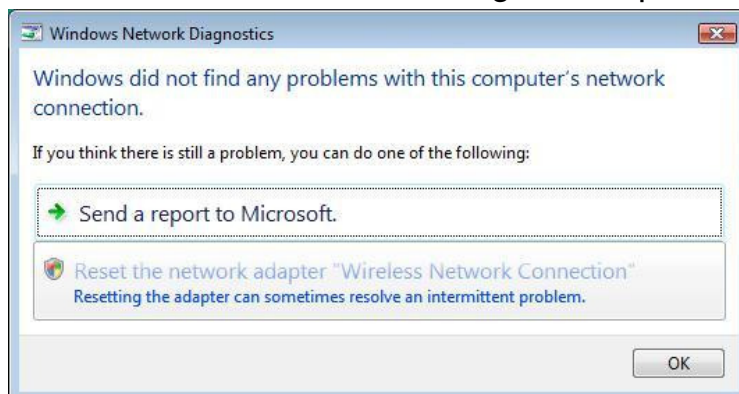 Windows Network Diagnostics
Windows did not find any problems with this computer's network
connection.
If you think there is still a problem, you can do one of the following:
Send a report to Microsoft.
Reset the network adapter "Wireless Network Connection"
Resetting the adapter can sometimes resolve an intermittent problem.
OK